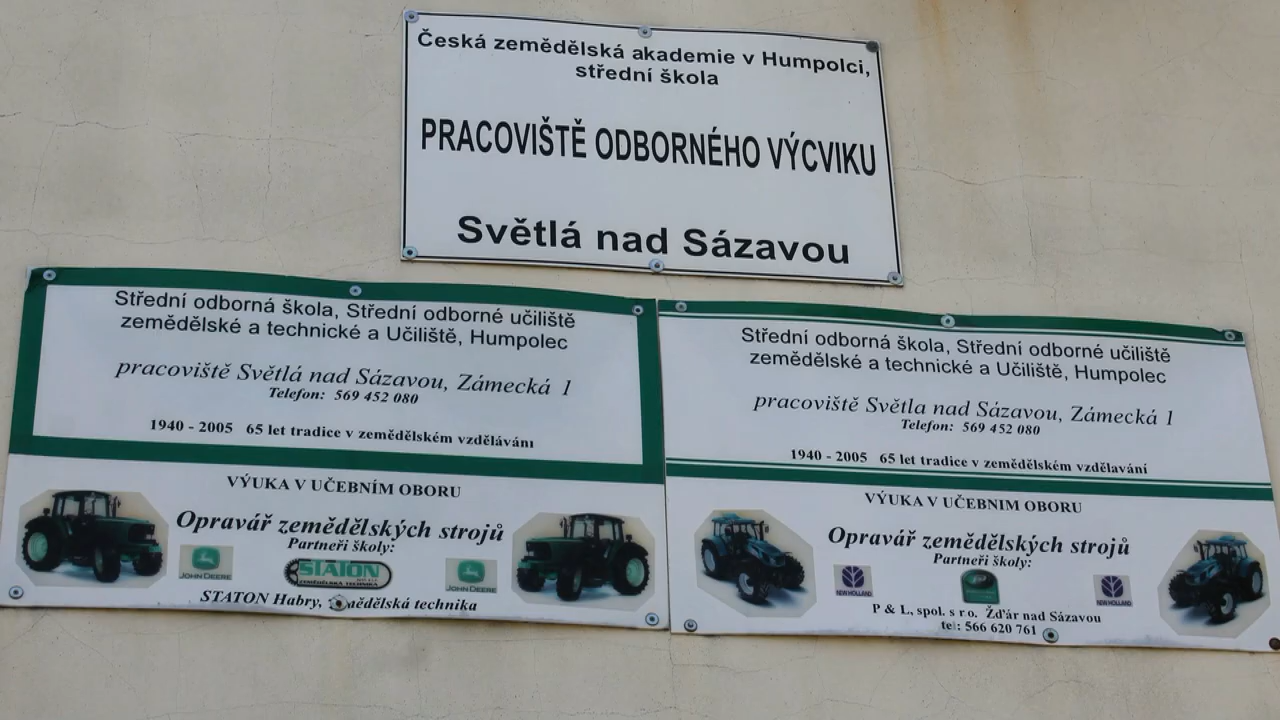 Česká zemědělská akademie v Humpolci,
střední škola
PRACOVIŠTĚ ODBORNÉHO VÝCVIKU
Světlá nad Sázavou
Střední odborná škola, Střední odborné učiliště
zemědělské a technické a Učiliště, Humpolec
pracoviště Světlá nad Sázavou, Zámecká 1
Telefon: 569 452 080
1940 - 2005 65 let tradice v zemědělském vzdělávání
VÝUKA V UČEBNÍM OBORU
Opravář zemědělských strojů
Partneři školy:
JOHN DEERE
STATON
ZEMĚDĚLSKÁ TECHNIKA
JOHN DEERE
STATON Habry, technika
Střední odborná škola, Střední odborné učiliště
zemědělské a technické a Učiliště, Humpolec
pracoviště Světla nad Sázavou, Zámecká 1
Telefon: 569 452 080
1940 - 2005 65 let tradice v zemědělském vzdělavání
VÝUKA V UČEBNIM OBORU
Opravář zemědělských strojů
Partneři školy:
NEW HOLLAND
NEW HOLLAND
P & L, spol. s r o. Žďár nad Sázavou
tel: 566 620 761